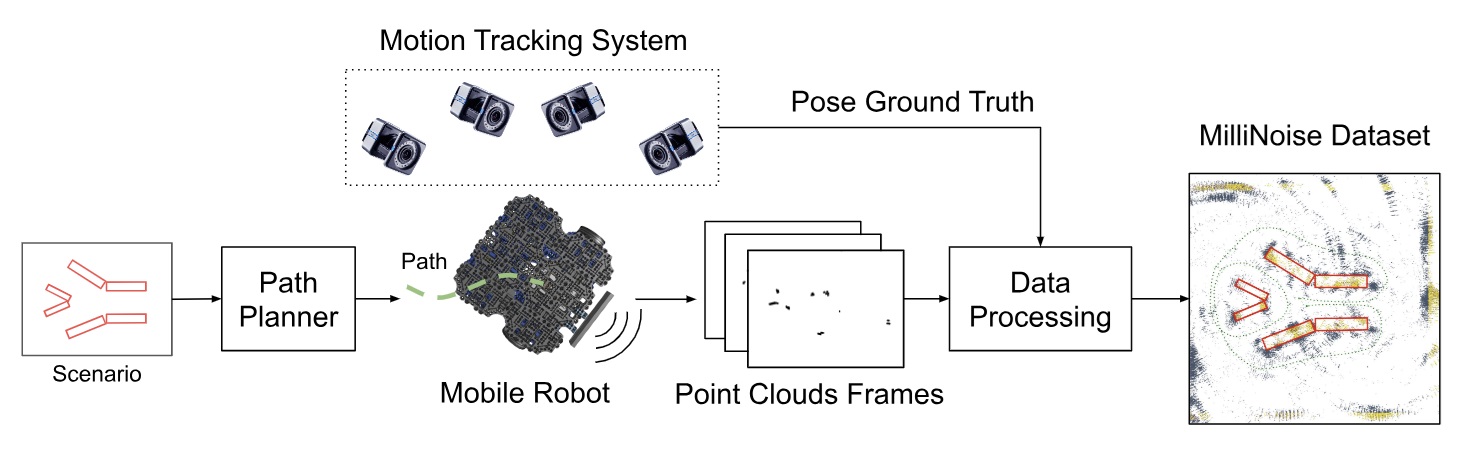 Motion Tracking System
Pose Ground Truth
MilliNoise Dataset
Scenario
Path
Planner
Path
Mobile Robot
Point Clouds Frames
Data
Processing